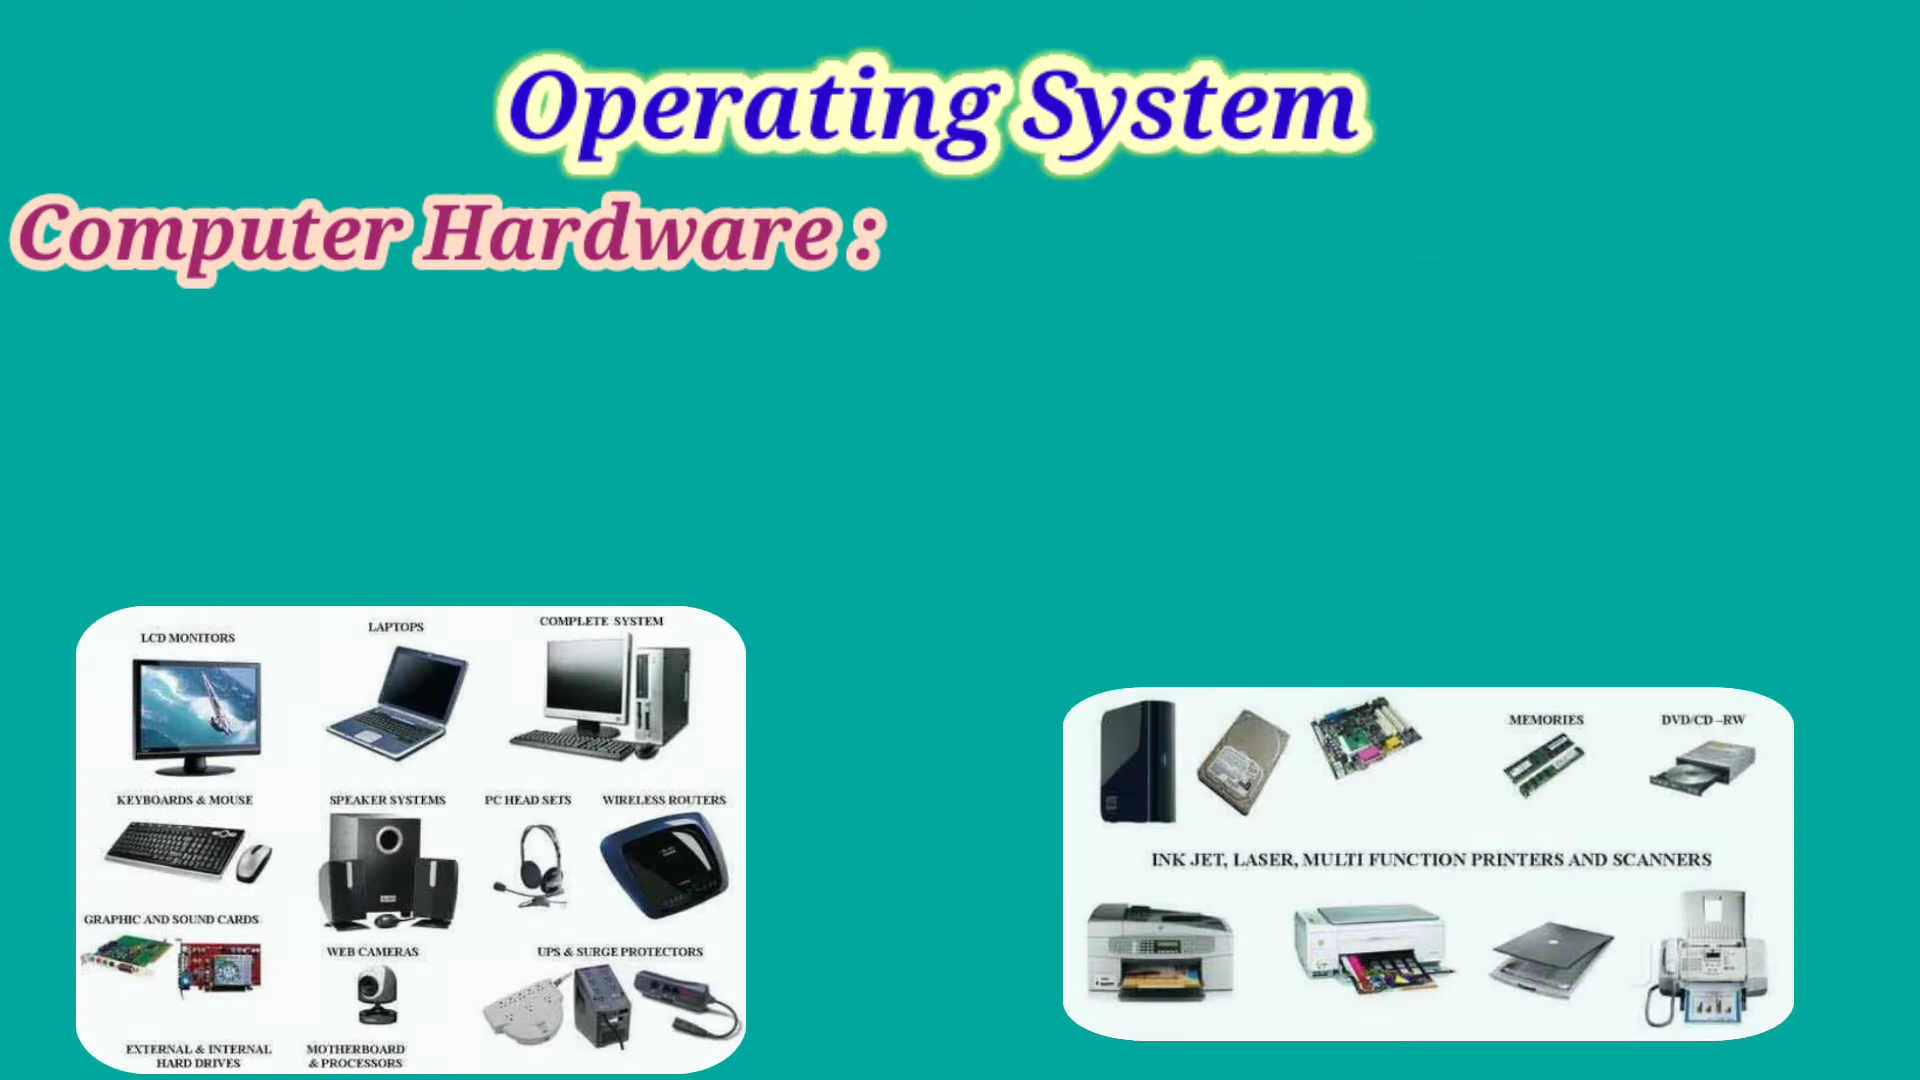 Operating System
Computer Hardware :
LCD MONITORS
LAPTOPS
COMPLETE SYSTEM
KEYBOARDS & MOUSE
SPEAKER SYSTEMS
PC HEAD SETS
WIRELESS ROUTERS
GRAPHIC AND SOUND CARDS
WEB CAMERAS
UPS & SURGE PROTECTORS
EXTERNAL & INTERNAL
HARD DRIVES
MOTHERBOARD
& PROCESSORS
MEMORIES
DVD/CD –RW
INK JET, LASER, MULTI FUNCTION PRINTERS AND SCANNERS